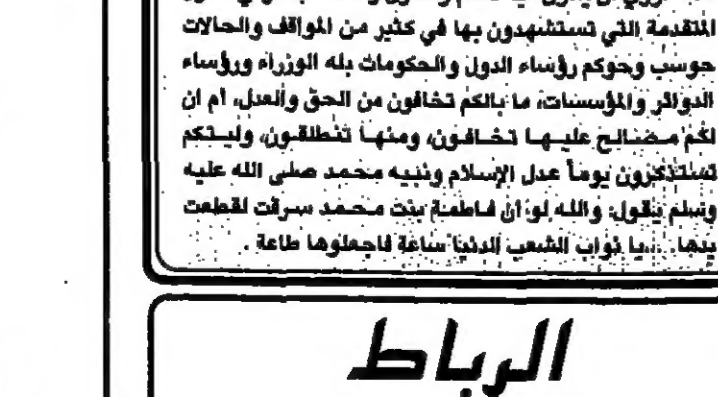 المتقدمة التي تستشهدون بها في كثير من المواقف والحالات
حوسب وحوكم رؤساء الدول والحكومات بله الوزراء ورؤساء
الدوائر والمؤسسات، ما بالكم تخافون من الحق والعدل، ام ان
لكم مصالح عليها تخافون، ومنها تنطلقون، وليتكم
تستذكرون يوماً عدل الإسلام ونبيه محمد صلى الله عليه
وسلم يقول: والله لو أن فاطمة بنت محمد سرقت لقطعت
يدها... يا نواب الشعب الدنيا ساعة فاجعلوها طاعة .
الرباط